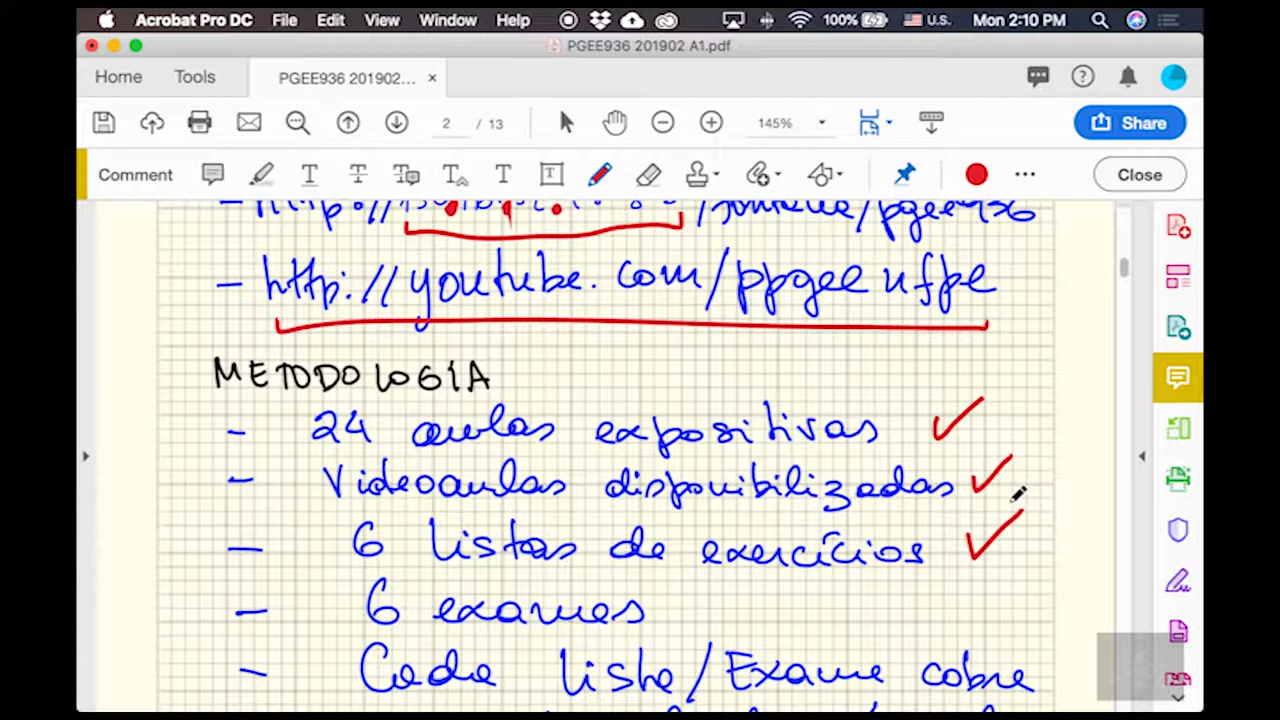 Acrobat Pro DC File Edit View Window Help 100% U.S. Mon 2:10 PM
PGEE936 201902 A1.pdf
Home Tools PGEE936 201902... ×
2 / 13 145% Share
Comment Close
- http:// /pgee936
- http://youtube.com/ppgeeufpe
METODOLOGIA
- 24 aulas expositivas ✓
- Videoaulas disponibilizadas ✓
- 6 listas de exercícios ✓
- 6 exames
- Cada lista/Exame cobre